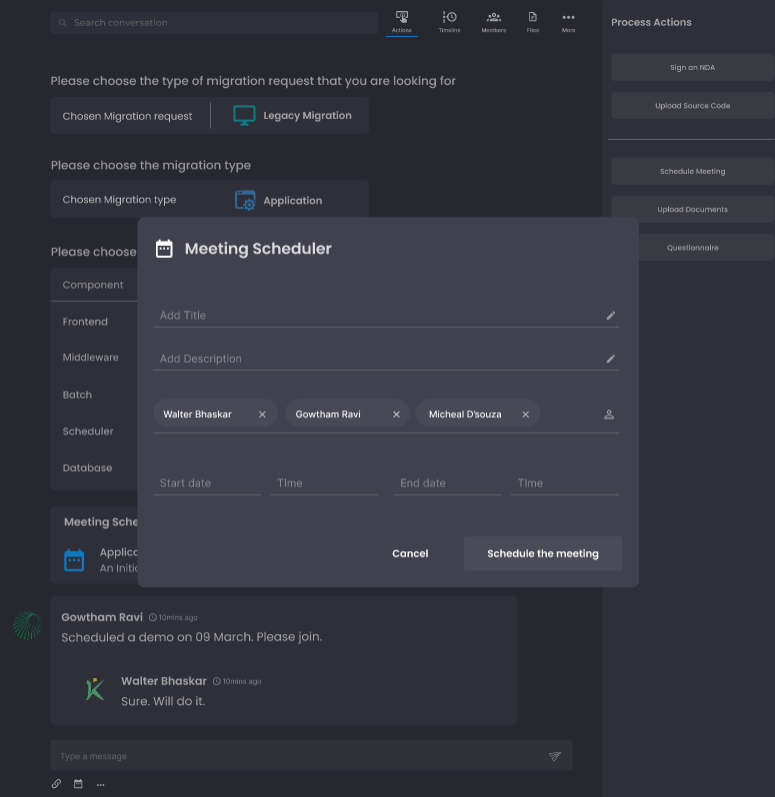 Search conversation
Actions
Timeline
Members
Files
More
Process Actions
Sign an NDA
Upload Source Code
Schedule Meeting
Upload Documents
Questionnaire
Please choose the type of migration request that you are looking for
Chosen Migration request
Legacy Migration
Please choose the migration type
Chosen Migration type
Application
Please choose
Component
Frontend
Middleware
Batch
Scheduler
Database
Meeting Scheduler
Add Title
Add Description
Walter Bhaskar
Gowtham Ravi
Micheal D'souza
Start date
TIme
End date
TIme
Cancel
Schedule the meeting
Meeting Sche
Applic
An Initi
Gowtham Ravi 10mins ago
Scheduled a demo on 09 March. Please join.
Walter Bhaskar 10mins ago
Sure. Will do it.
Type a message